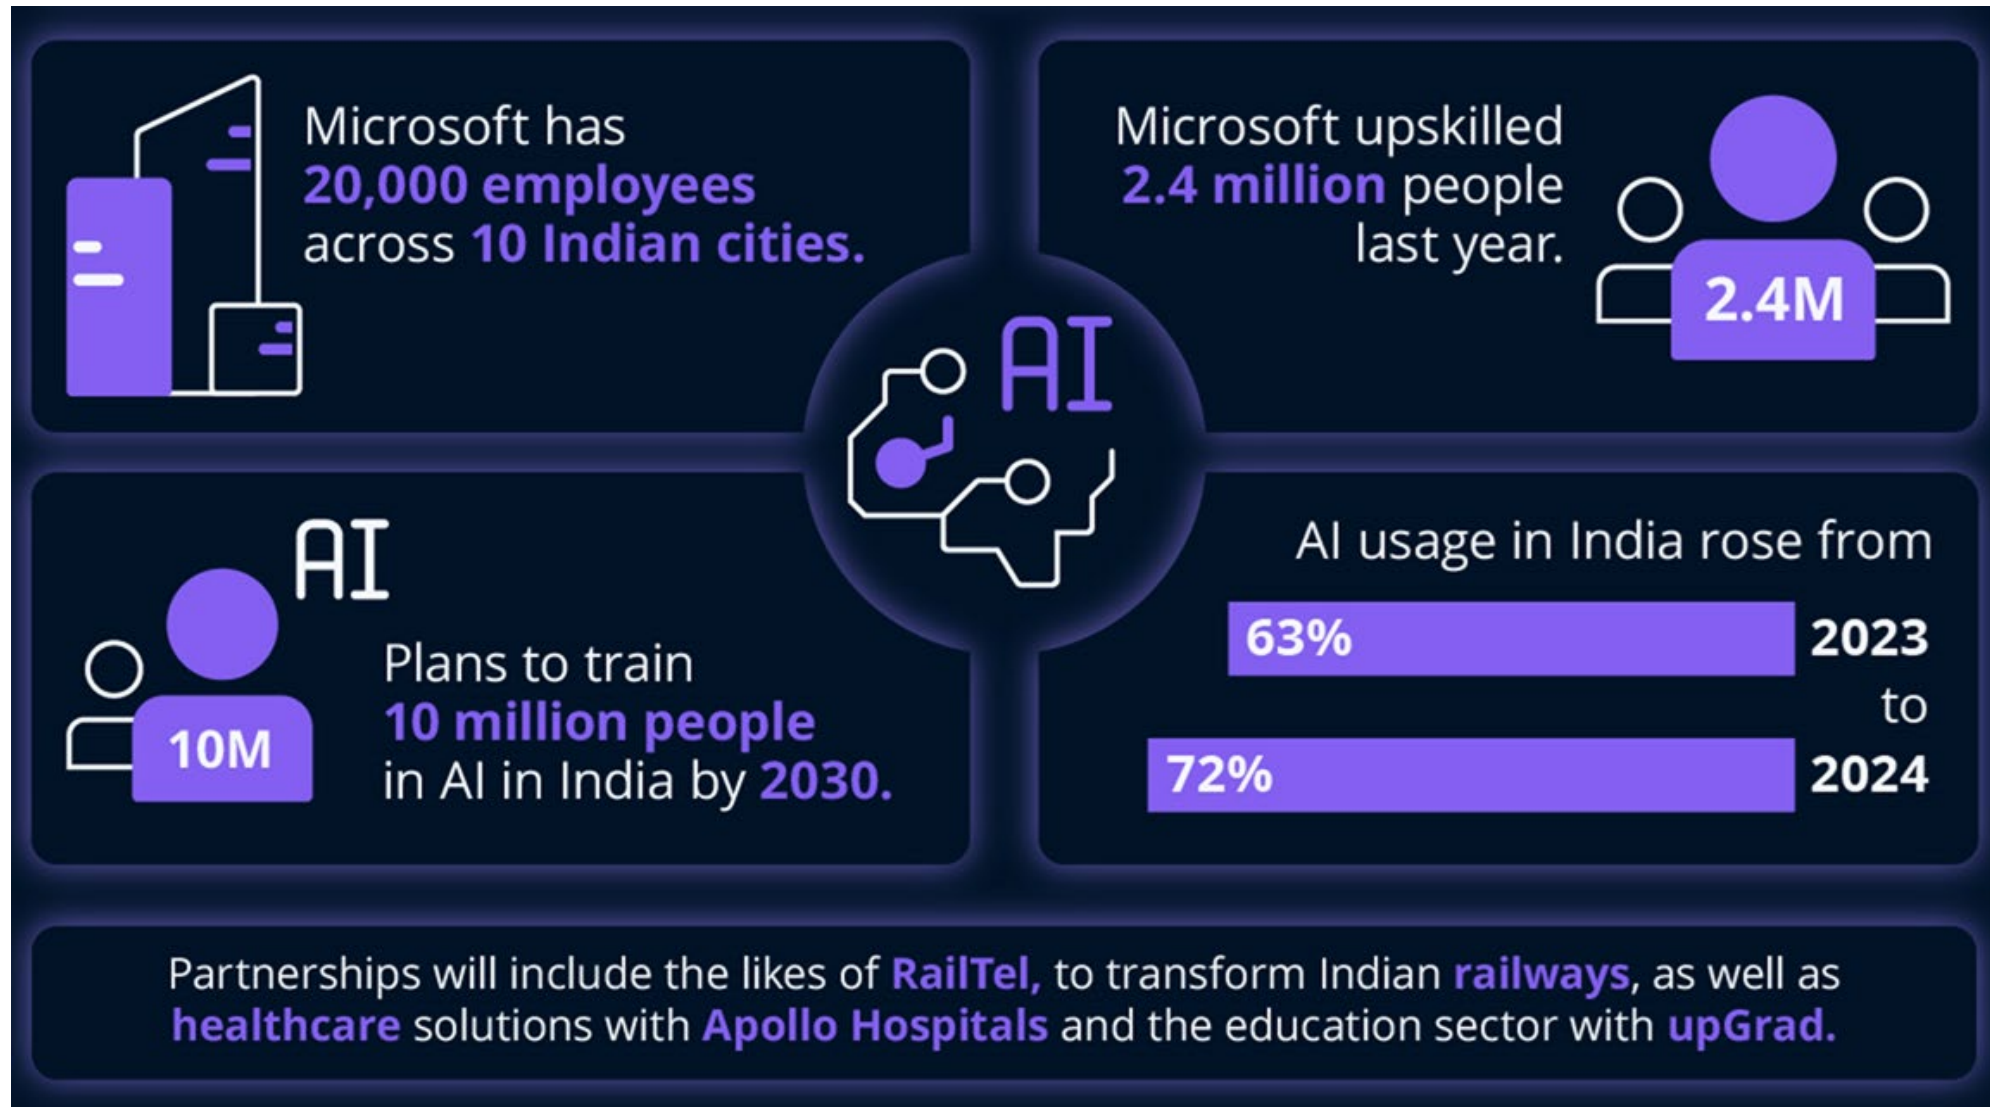 Microsoft has
20,000 employees
across 10 Indian cities.
Microsoft upskilled
2.4 million people
last year.
2.4M
AI
AI
10M
Plans to train
10 million people
in AI in India by 2030.
AI usage in India rose from
63% 2023
to
72% 2024
Partnerships will include the likes of RailTel, to transform Indian railways, as well as
healthcare solutions with Apollo Hospitals and the education sector with upGrad.